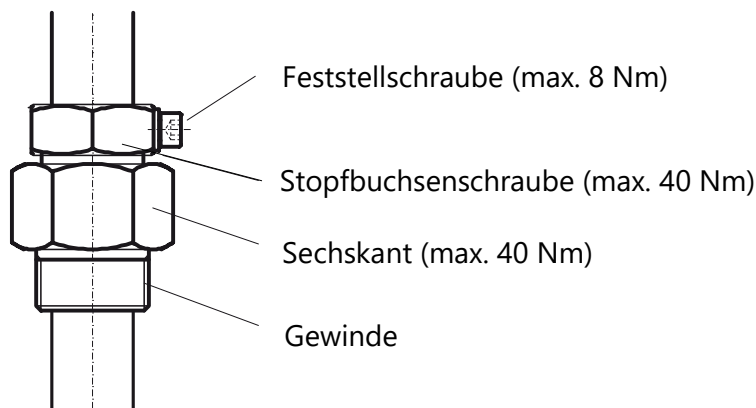 Feststellschraube (max. 8 Nm)
Stopfbuchsenschraube (max. 40 Nm)
Sechskant (max. 40 Nm)
Gewinde